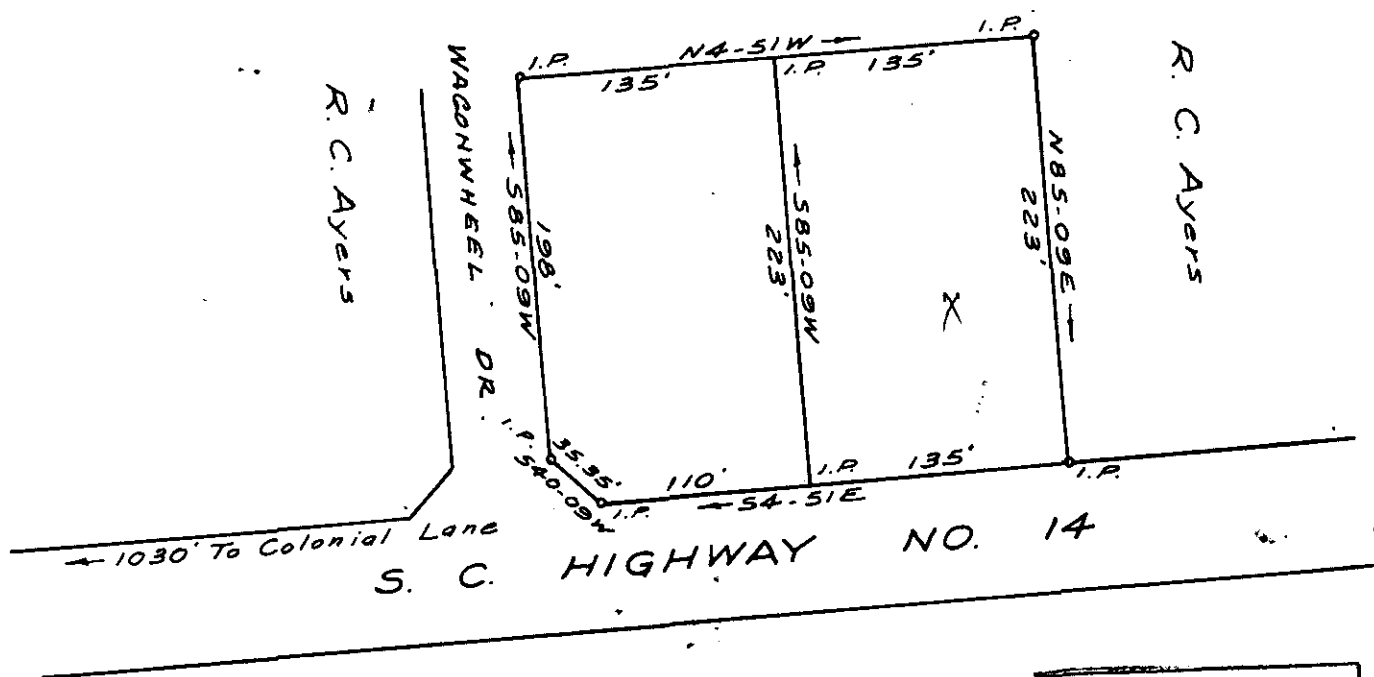 I.P.
N4-51W
I.P.
135'
I.P.
135'
R. C. Ayers
WAGONWHEEL DR.
S85-09W
198'
S85-09W
223'
N85-09E
223'
R. C. Ayers
X
I.P.
35.35'
S40-09W
I.P.
110'
S4-51E
I.P.
135'
I.P.
1030' To Colonial Lane
S. C. HIGHWAY NO. 14